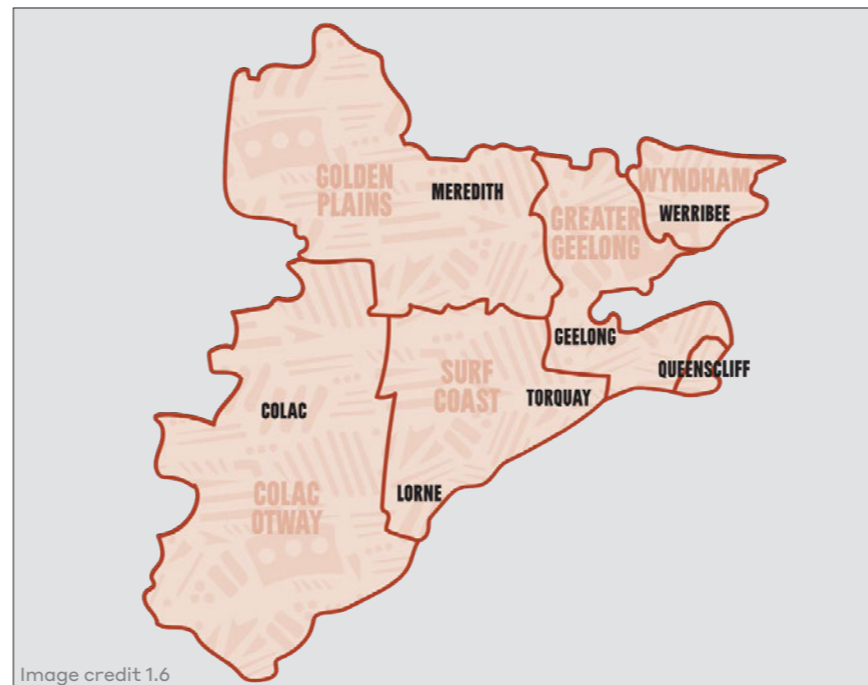 GOLDEN
PLAINS
MEREDITH
GREATER
GEELONG
WYNDHAM
WERRIBEE
GEELONG
QUEENSCLIFF
SURF
COAST
TORQUAY
COLAC
LORNE
COLAC
OTWAY
Image credit 1.6